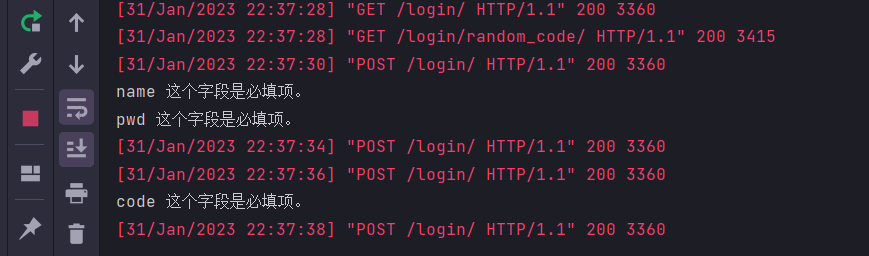 [31/Jan/2023 22:37:28] "GET /login/ HTTP/1.1" 200 3360
[31/Jan/2023 22:37:28] "GET /login/random_code/ HTTP/1.1" 200 3415
[31/Jan/2023 22:37:30] "POST /login/ HTTP/1.1" 200 3360
name 这个字段是必填项。
pwd 这个字段是必填项。
[31/Jan/2023 22:37:34] "POST /login/ HTTP/1.1" 200 3360
[31/Jan/2023 22:37:36] "POST /login/ HTTP/1.1" 200 3360
code 这个字段是必填项。
[31/Jan/2023 22:37:38] "POST /login/ HTTP/1.1" 200 3360